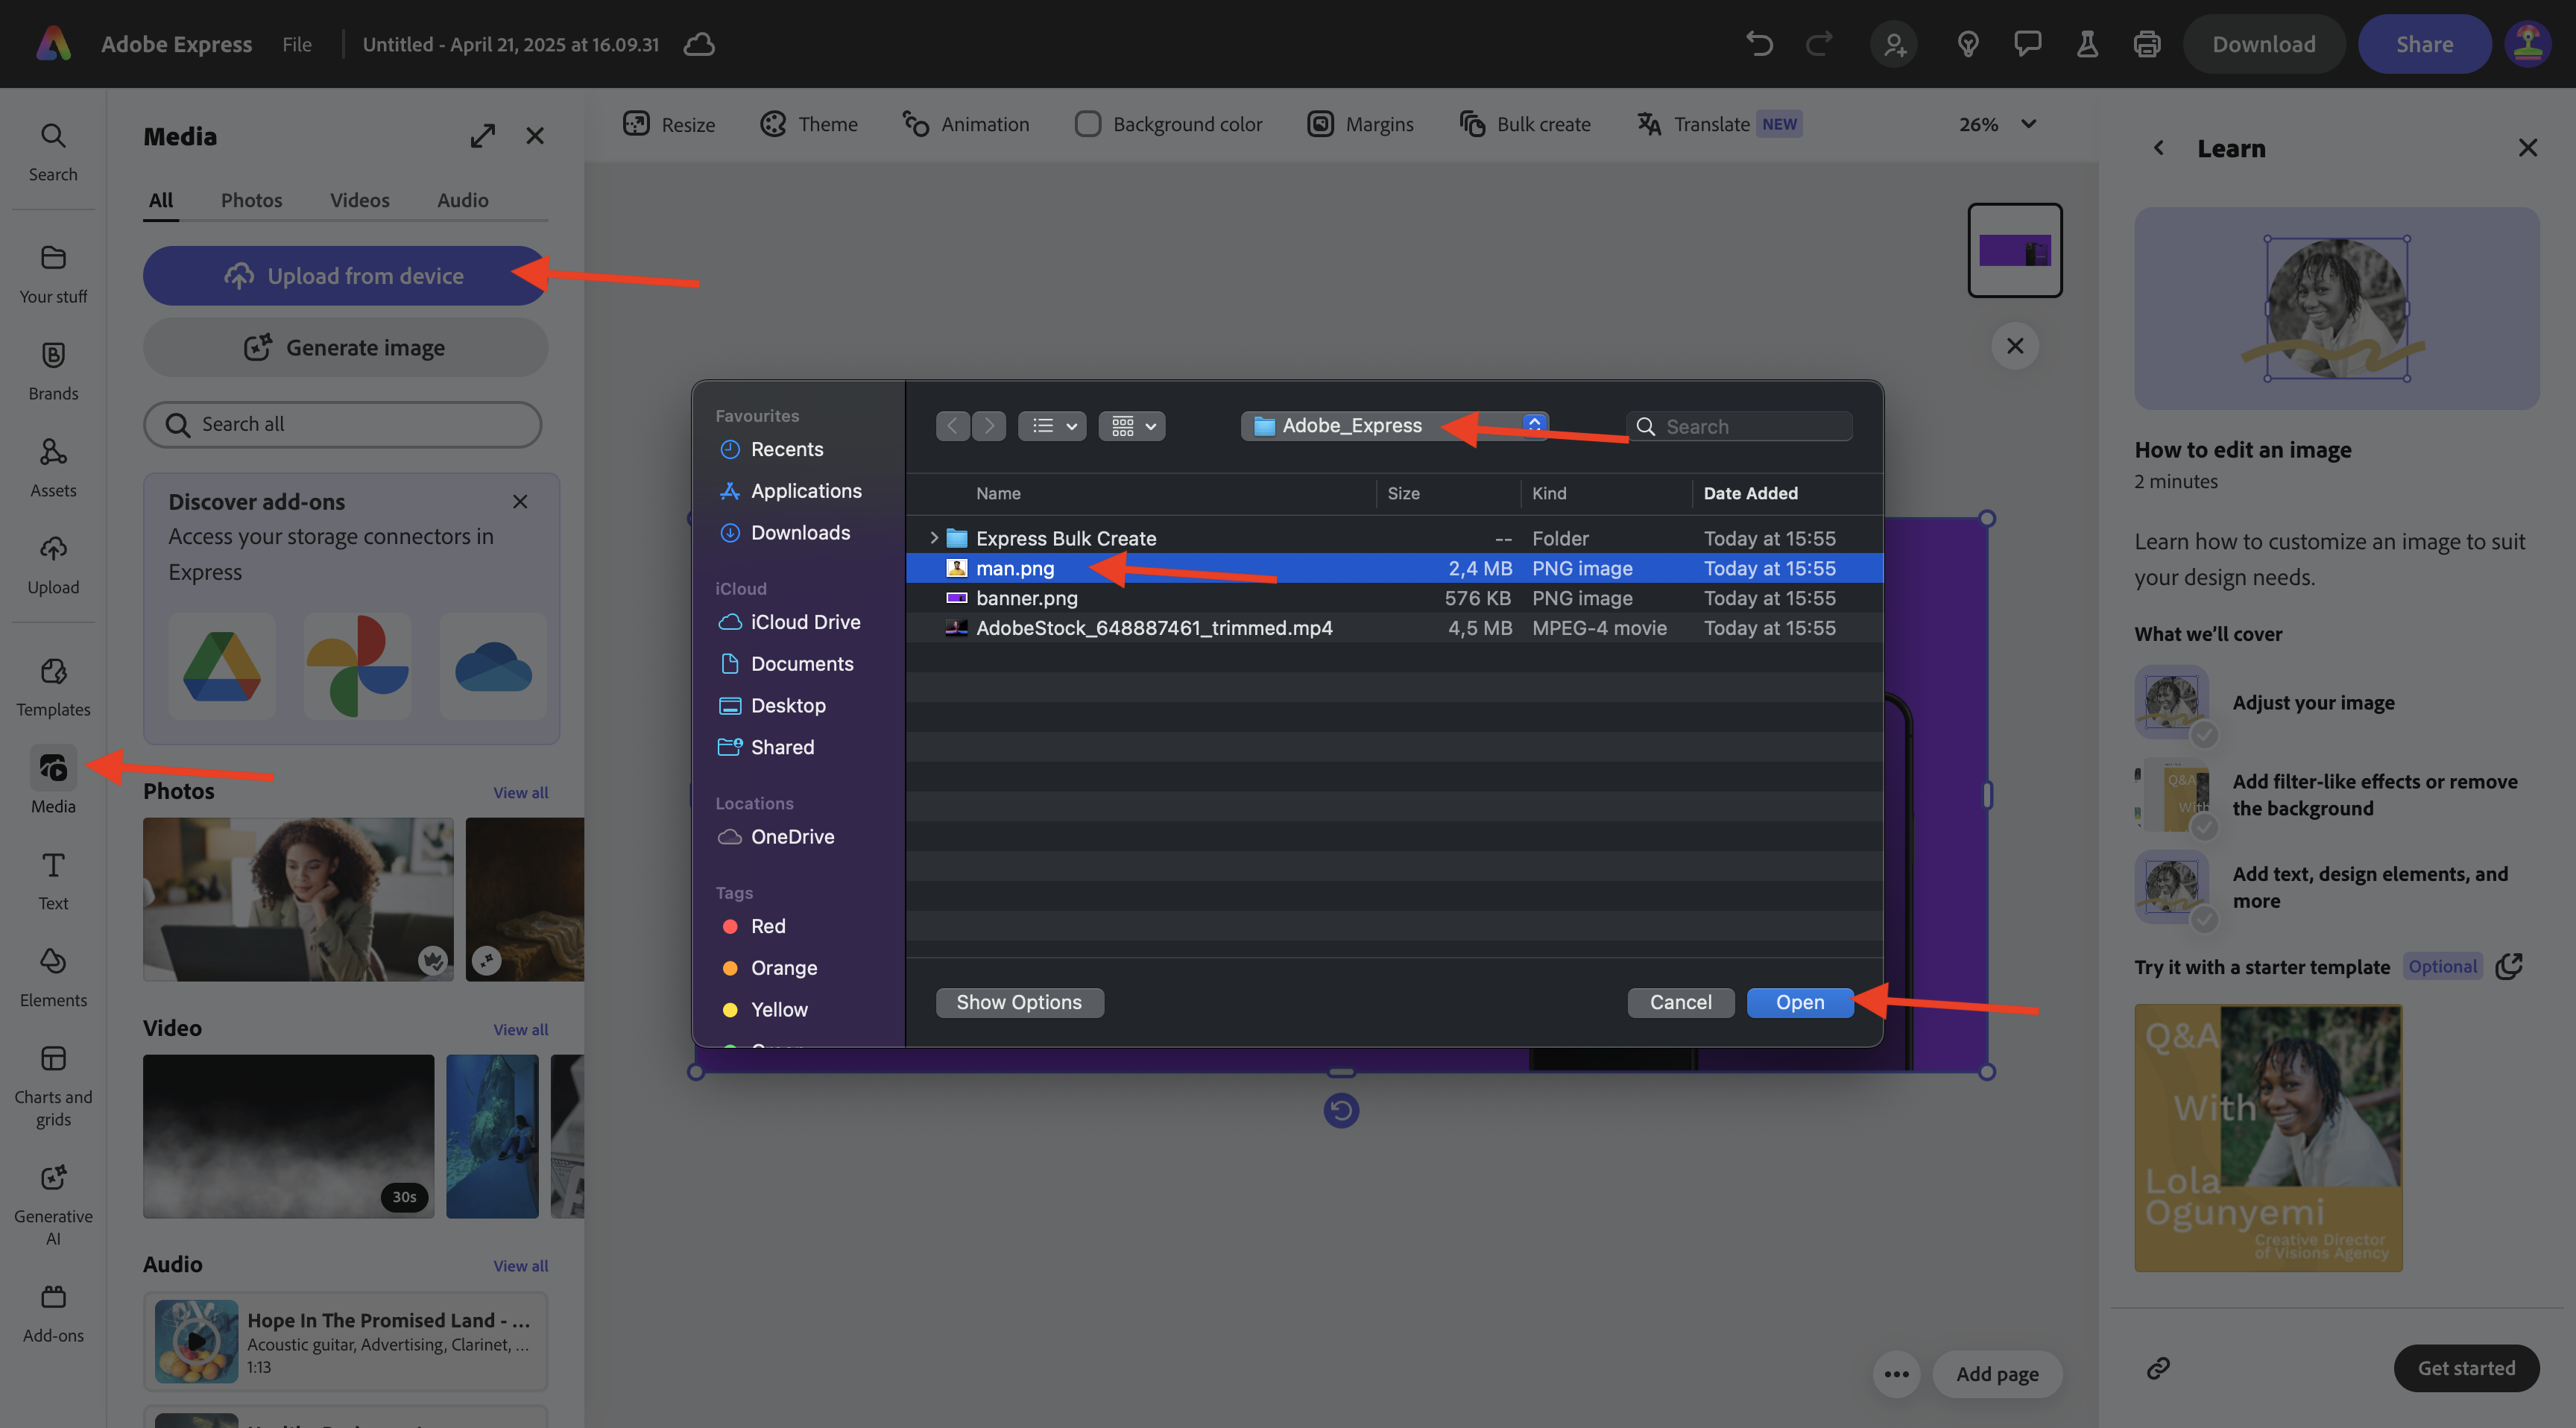 Adobe Express
File
Untitled - April 21, 2025 at 16.09.31
Download
Share
Search
Your stuff
Brands
Assets
Upload
Templates
Media
Text
Elements
Charts and
grids
Generative
AI
Add-ons
Media
All
Photos
Videos
Audio
Upload from device
Generate image
Search all
Discover add-ons
Access your storage connectors in
Express
Photos
View all
Video
View all
30s
Audio
View all
Hope In The Promised Land - ...
Acoustic guitar, Advertising, Clarinet, ...
1:13
Resize
Theme
Animation
Background color
Margins
Bulk create
Translate
NEW
26%
Favourites
Recents
Applications
Downloads
iCloud
iCloud Drive
Documents
Desktop
Shared
Locations
OneDrive
Tags
Red
Orange
Yellow
Adobe_Express
Search
Name Size Kind Date Added
Express Bulk Create -- Folder Today at 15:55
man.png 2,4 MB PNG image Today at 15:55
banner.png 576 KB PNG image Today at 15:55
AdobeStock_648887461_trimmed.mp4 4,5 MB MPEG-4 movie Today at 15:55
Show Options
Cancel
Open
Add page
Learn
How to edit an image
2 minutes
Learn how to customize an image to suit
your design needs.
What we'll cover
Adjust your image
Q&A
With
Add filter-like effects or remove
the background
Add text, design elements, and
more
Try it with a starter template
Optional
Q&A
With
Lola
Ogunyemi
Creative Director
of Visions Agency
Get started